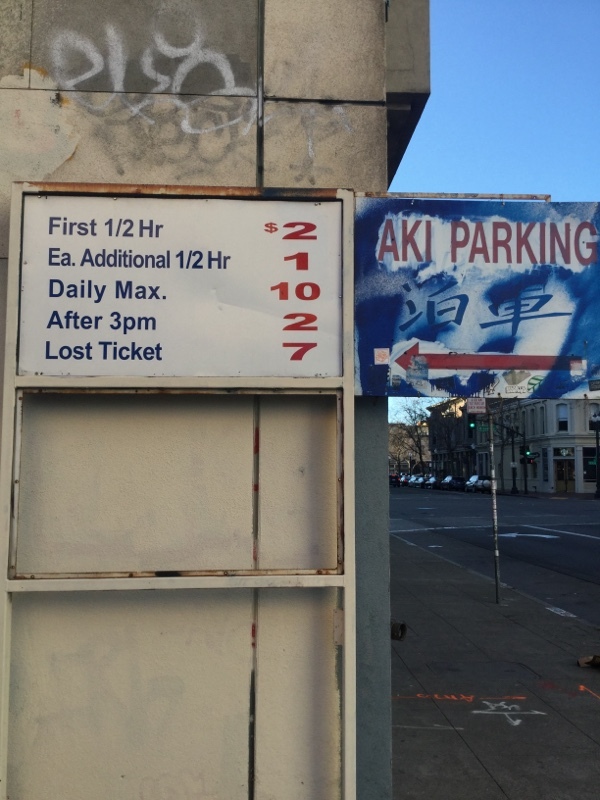 First 1/2 Hr $2
Ea. Additional 1/2 Hr 1
Daily Max. 10
After 3pm 2
Lost Ticket 7
AKI PARKING
泊車